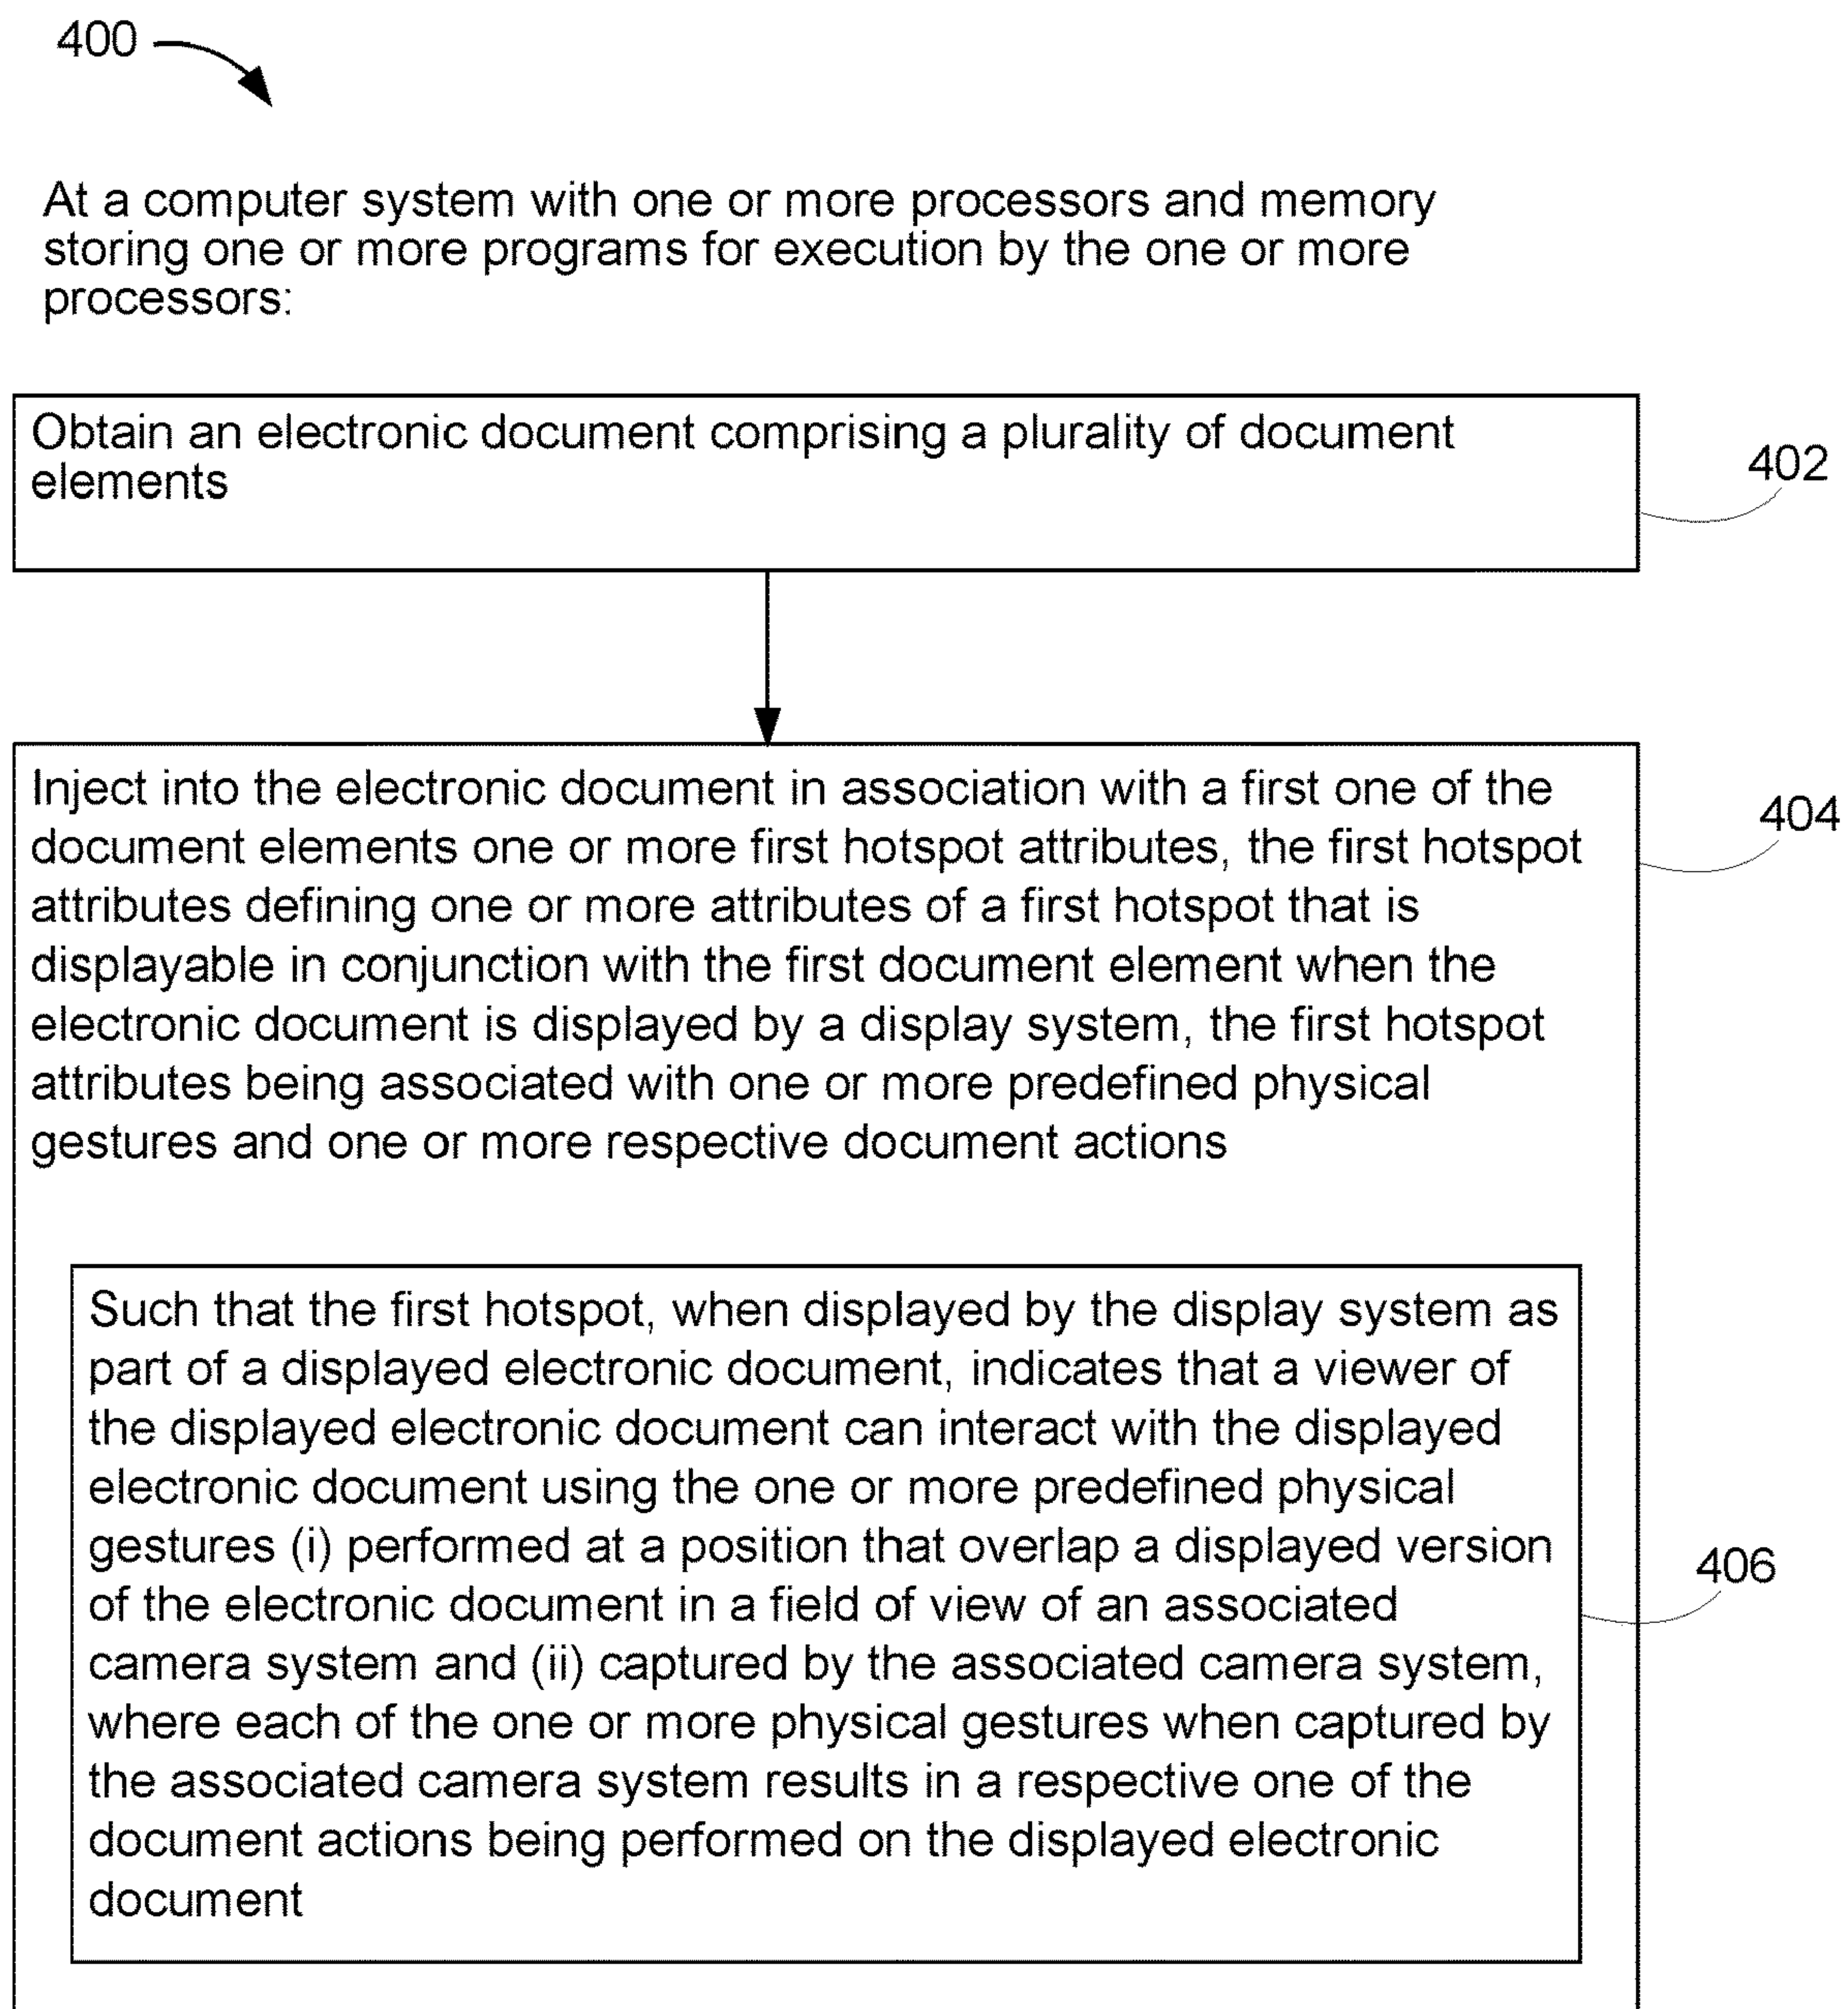 400
At a computer system with one or more processors and memory
storing one or more programs for execution by the one or more
processors:
Obtain an electronic document comprising a plurality of document
elements
402
Inject into the electronic document in association with a first one of the
document elements one or more first hotspot attributes, the first hotspot
attributes defining one or more attributes of a first hotspot that is
displayable in conjunction with the first document element when the
electronic document is displayed by a display system, the first hotspot
attributes being associated with one or more predefined physical
gestures and one or more respective document actions
404
Such that the first hotspot, when displayed by the display system as
part of a displayed electronic document, indicates that a viewer of
the displayed electronic document can interact with the displayed
electronic document using the one or more predefined physical
gestures (i) performed at a position that overlap a displayed version
of the electronic document in a field of view of an associated
camera system and (ii) captured by the associated camera system,
where each of the one or more physical gestures when captured by
the associated camera system results in a respective one of the
document actions being performed on the displayed electronic
document
406